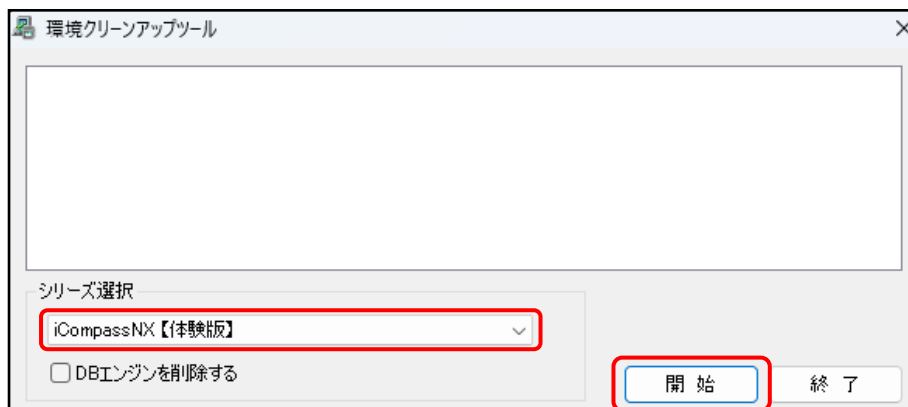 環境クリーンアップツール
シリーズ選択
iCompassNX【体験版】
DBエンジンを削除する
開 始
終 了